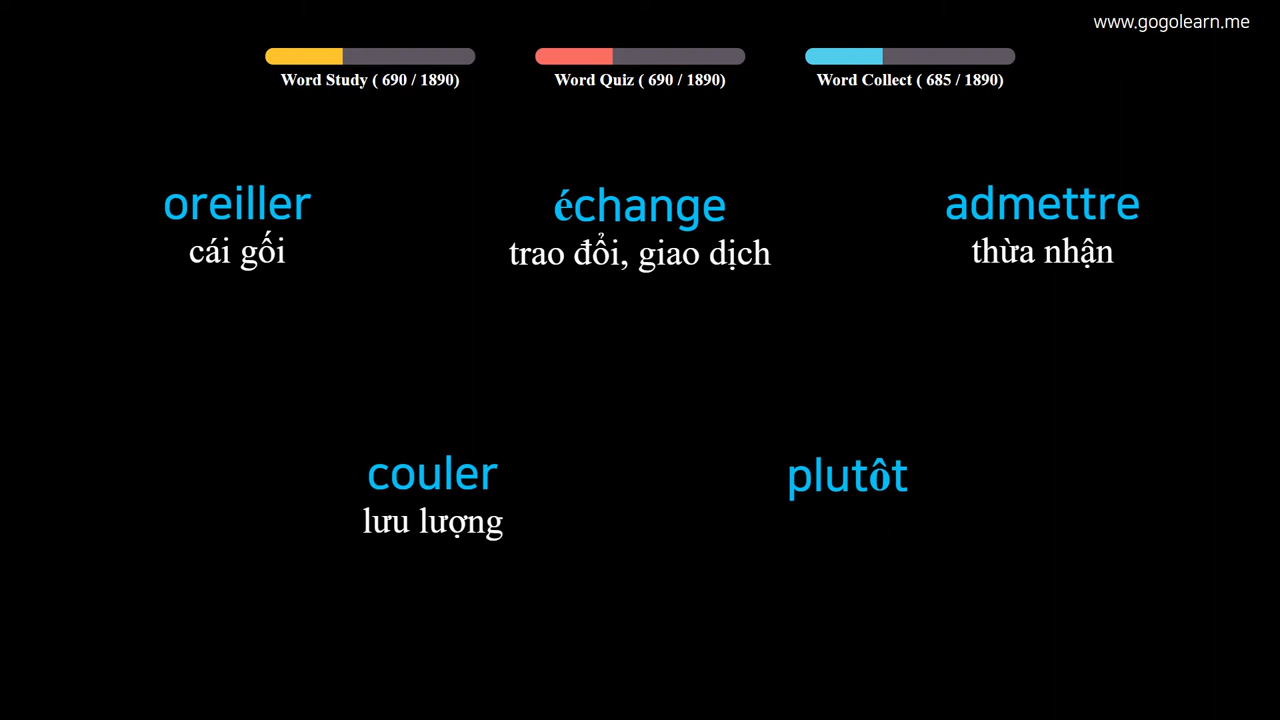 www.gogolearn.me
Word Study ( 690 / 1890)
Word Quiz ( 690 / 1890)
Word Collect ( 685 / 1890)
oreiller
cái gối
échange
trao đổi, giao dịch
admettre
thừa nhận
couler
lưu lượng
plutôt